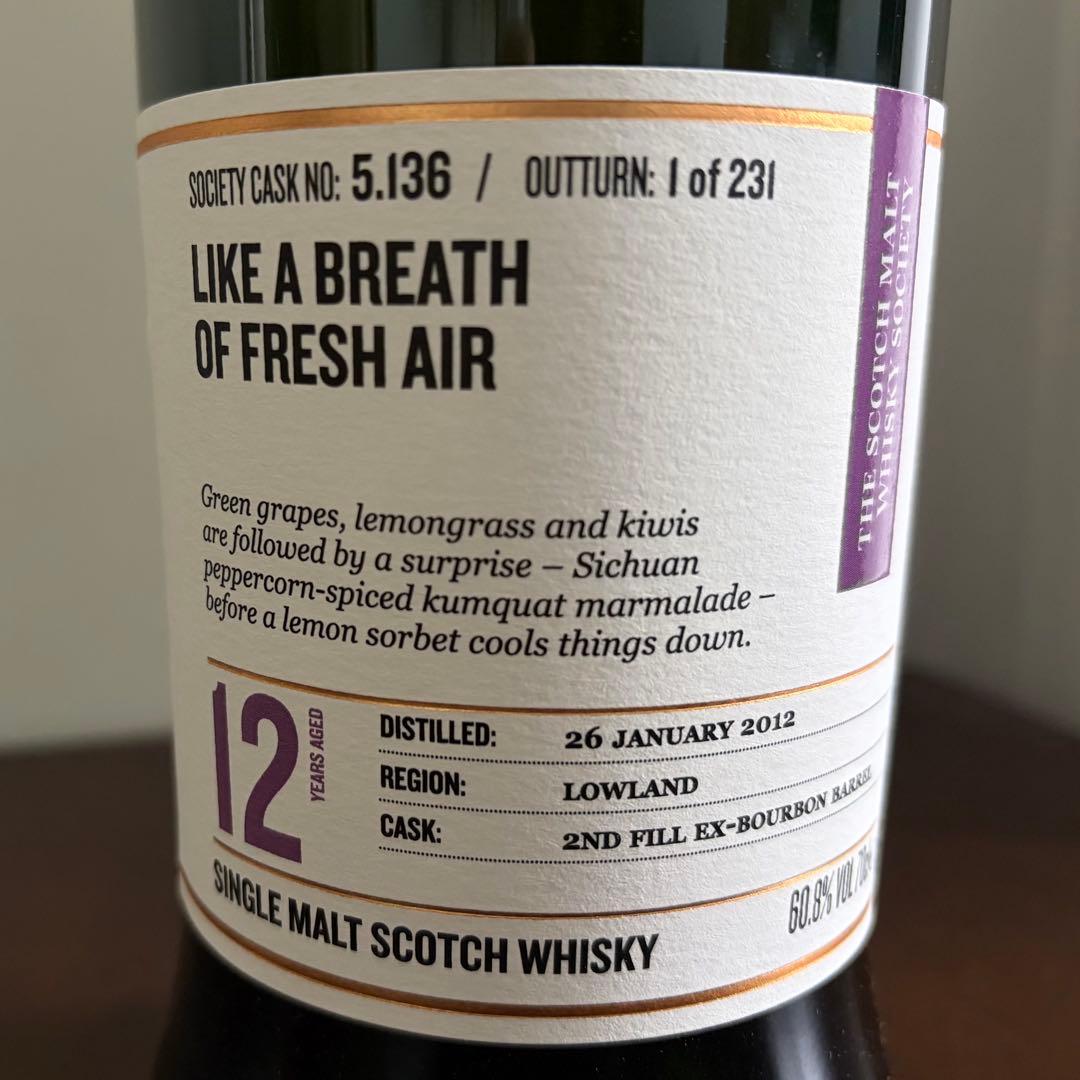 SOCIETY CASK NO: 5.136 / OUTTURN: 1 of 231
LIKE A BREATH
OF FRESH AIR
Green grapes, lemongrass and kiwis
are followed by a surprise – Sichuan
peppercorn-spiced kumquat marmalade –
before a lemon sorbet cools things down.
12 YEARS AGED
DISTILLED: 26 JANUARY 2012
REGION: LOWLAND
CASK: 2ND FILL EX-BOURBON BARREL
SINGLE MALT SCOTCH WHISKY
60.8% VOL
THE SCOTCH MALT
WHISKY SOCIETY